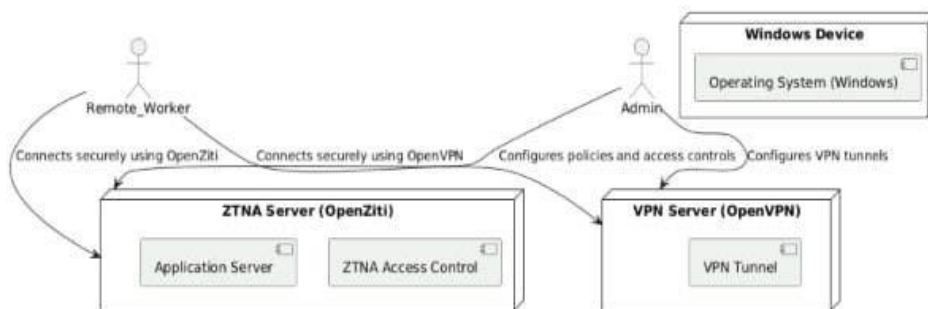 Windows Device
Operating System (Windows)
Remote_Worker
Admin
Connects securely using OpenZiti
Connects securely using OpenVPN
Configures policies and access controls
Configures VPN tunnels
ZTNA Server (OpenZiti)
VPN Server (OpenVPN)
Application Server
ZTNA Access Control
VPN Tunnel